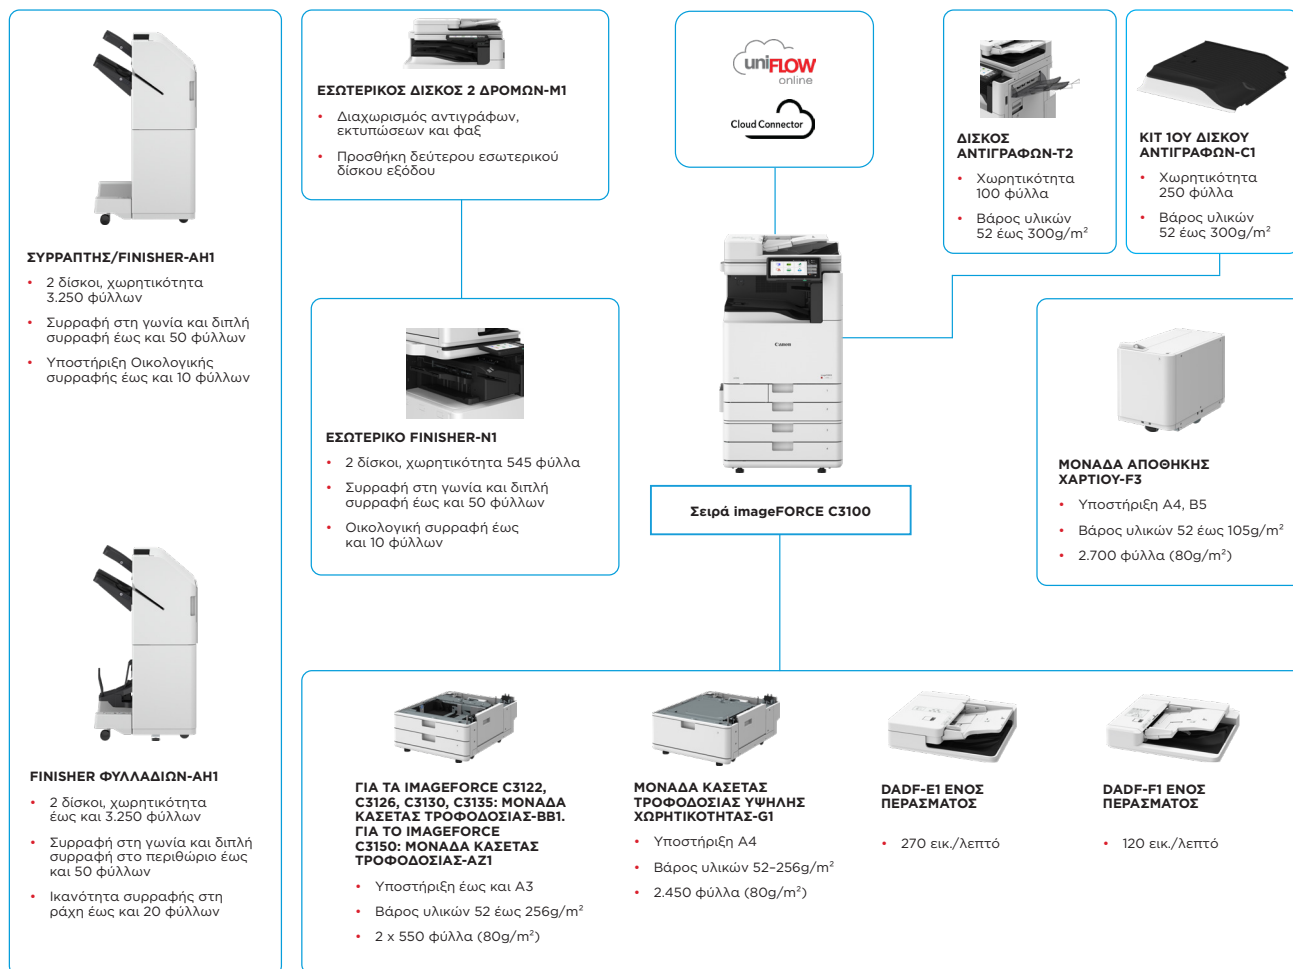 ΣΥΡΡΑΠΤΗΣ/FINISHER-AH1
• 2 δίσκοι, χωρητικότητα
3.250 φύλλων
• Συρραφή στη γωνία και διπλή
συρραφή έως και 50 φύλλων
• Υποστήριξη Οικολογικής
συρραφής έως και 10 φύλλων
FINISHER ΦΥΛΛΑΔΙΩΝ-AH1
• 2 δίσκοι, χωρητικότητα
έως και 3.250 φύλλων
• Συρραφή στη γωνία και διπλή
συρραφή στο περιθώριο έως
και 50 φύλλων
• Ικανότητα συρραφής στη
ράχη έως και 20 φύλλων
ΕΣΩΤΕΡΙΚΟΣ ΔΙΣΚΟΣ 2 ΔΡΟΜΩΝ-M1
• Διαχωρισμός αντιγράφων,
εκτυπώσεων και φαξ
• Προσθήκη δεύτερου εσωτερικού
δίσκου εξόδου
ΕΣΩΤΕΡΙΚΟ FINISHER-N1
• 2 δίσκοι, χωρητικότητα 545 φύλλα
• Συρραφή στη γωνία και διπλή
συρραφή έως και 50 φύλλων
• Οικολογική συρραφή έως
και 10 φύλλων
uniFLOW
online
Cloud Connector
Canon
Σειρά imageFORCE C3100
ΔΙΣΚΟΣ
ΑΝΤΙΓΡΑΦΩΝ-T2
• Χωρητικότητα
100 φύλλα
• Βάρος υλικών
52 έως 300g/m²
ΚΙΤ 1ΟΥ ΔΙΣΚΟΥ
ΑΝΤΙΓΡΑΦΩΝ-C1
• Χωρητικότητα
250 φύλλα
• Βάρος υλικών
52 έως 300g/m²
ΜΟΝΑΔΑ ΑΠΟΘΗΚΗΣ
ΧΑΡΤΙΟΥ-F3
• Υποστήριξη A4, B5
• Βάρος υλικών 52 έως 105g/m²
• 2.700 φύλλα (80g/m²)
ΓΙΑ ΤΑ IMAGEFORCE C3122,
C3126, C3130, C3135: ΜΟΝΑΔΑ
ΚΑΣΕΤΑΣ ΤΡΟΦΟΔΟΣΙΑΣ-BB1.
ΓΙΑ ΤΟ IMAGEFORCE
C3150: ΜΟΝΑΔΑ ΚΑΣΕΤΑΣ
ΤΡΟΦΟΔΟΣΙΑΣ-AZ1
• Υποστήριξη έως και A3
• Βάρος υλικών 52 έως 256g/m²
• 2 x 550 φύλλα (80g/m²)
ΜΟΝΑΔΑ ΚΑΣΕΤΑΣ
ΤΡΟΦΟΔΟΣΙΑΣ ΥΨΗΛΗΣ
ΧΩΡΗΤΙΚΟΤΗΤΑΣ-G1
• Υποστήριξη A4
• Βάρος υλικών 52–256g/m²
• 2.450 φύλλα (80g/m²)
DADF-E1 ΕΝΟΣ
ΠΕΡΑΣΜΑΤΟΣ
• 270 εικ./λεπτό
DADF-F1 ΕΝΟΣ
ΠΕΡΑΣΜΑΤΟΣ
• 120 εικ./λεπτό